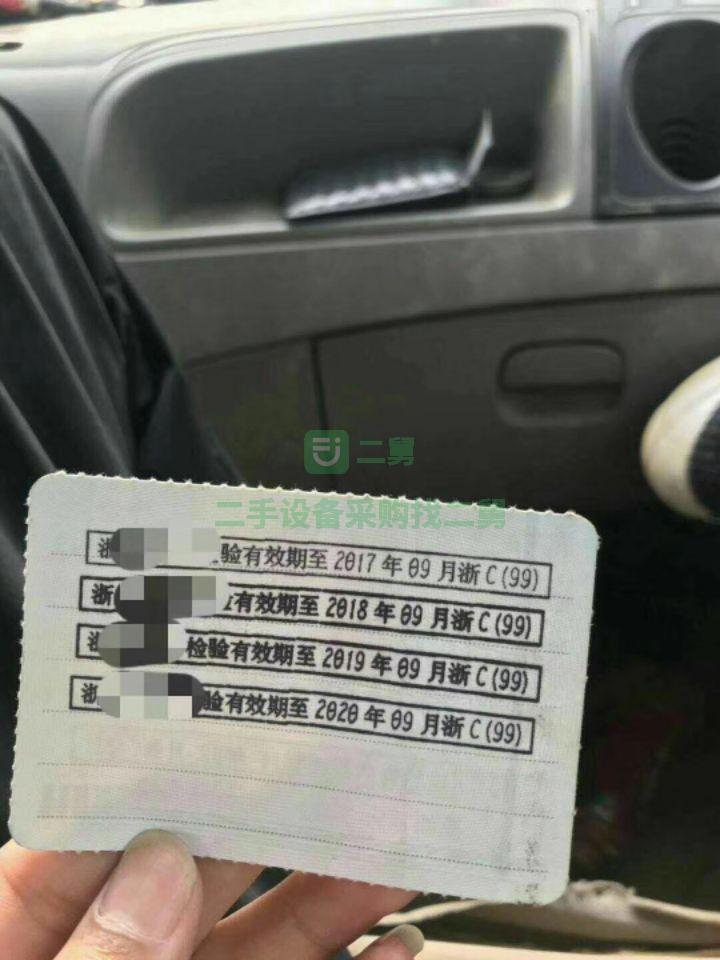 二舅
二手设备采购找二舅
浙 验有效期至 2017 年 09 月浙 C (99)
浙 有效期至 2018 年 09 月浙 C (99)
检验有效期至 2019 年 09 月浙 C (99)
浙 验有效期至 2020 年 09 月浙 C (99)